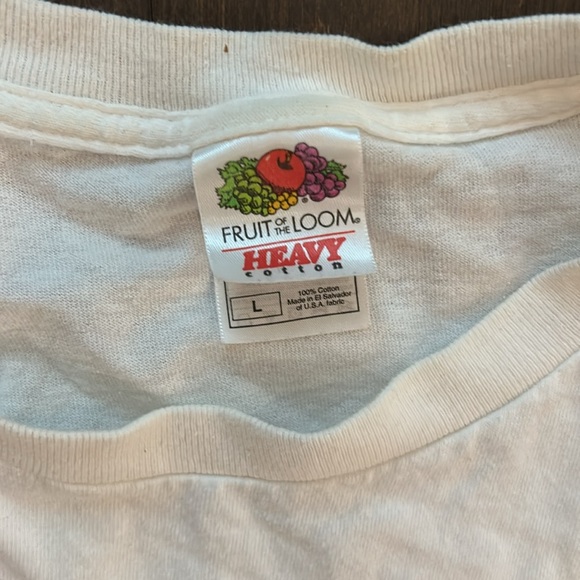 FRUIT OF THE LOOM®
HEAVY
cotton
L
100% Cotton
Made in El Salvador
of U.S.A. fabric